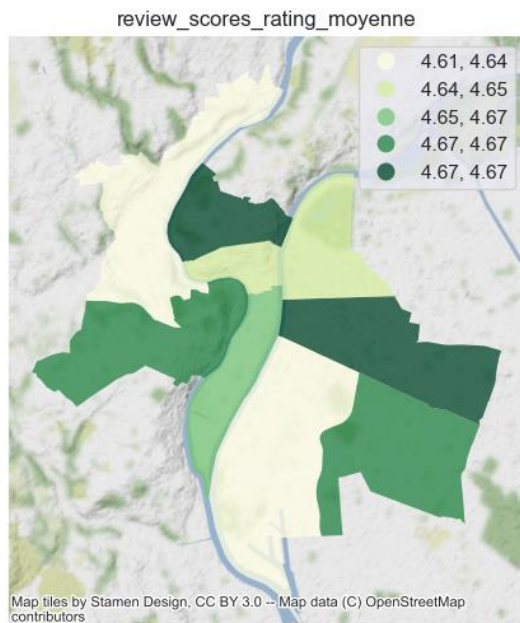 review_scores_rating_moyenne
4.61, 4.64
4.64, 4.65
4.65, 4.67
4.67, 4.67
4.67, 4.67
Map tiles by Stamen Design, CC BY 3.0 -- Map data (C) OpenStreetMap
contributors